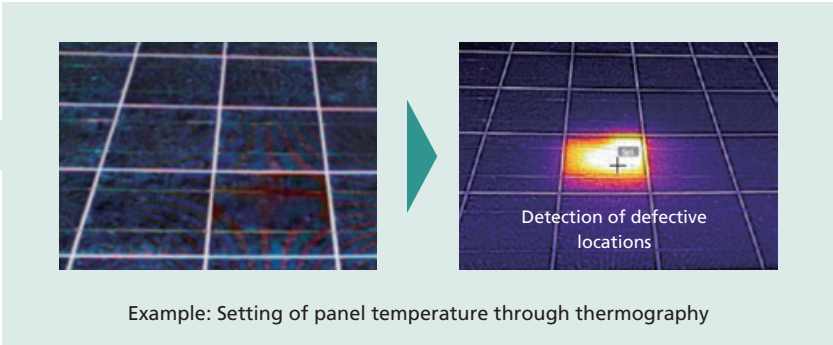 Detection of defective
locations
Example: Setting of panel temperature through thermography